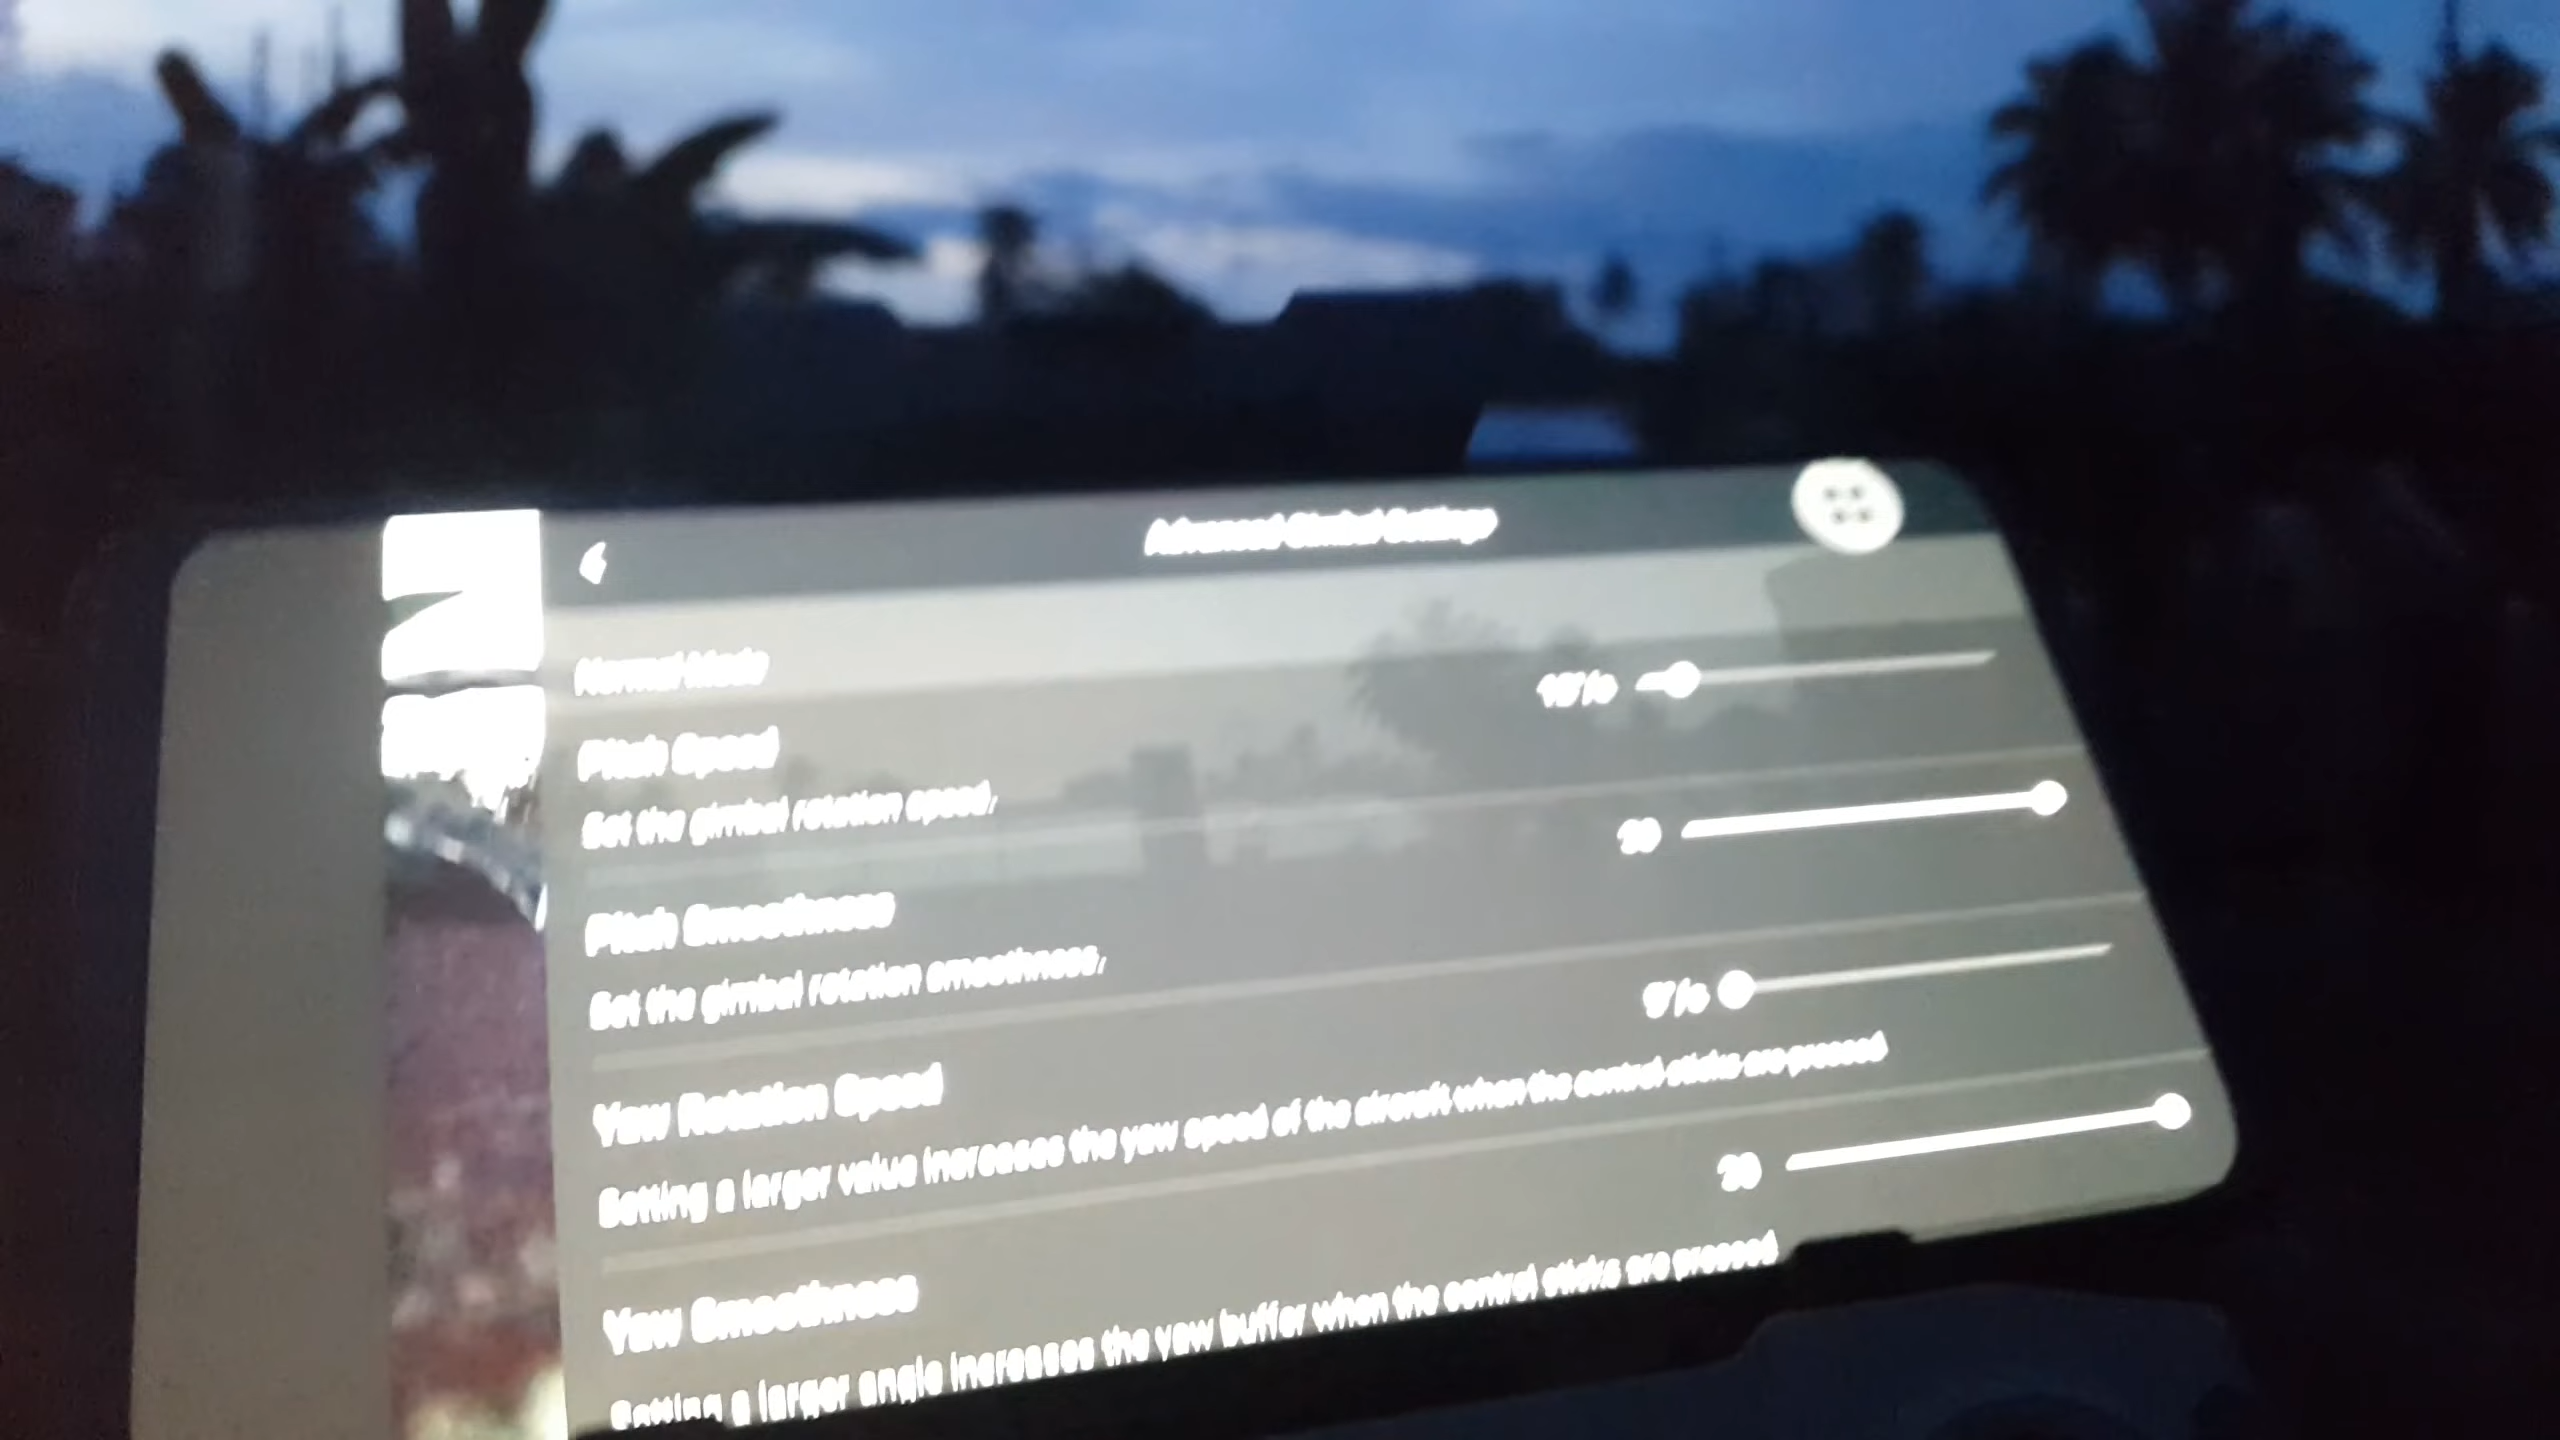 Advanced Gimbal Settings
Normal Mode
Pitch Speed
Set the gimbal rotation speed.
Pitch Smoothness
20
Set the gimbal rotation smoothness.
Yaw Rotation Speed
Setting a larger value increases the yaw speed of the aircraft when the control sticks are pressed
Yaw Smoothness
20
Setting a larger angle increases the yaw buffer when the control sticks are pressed